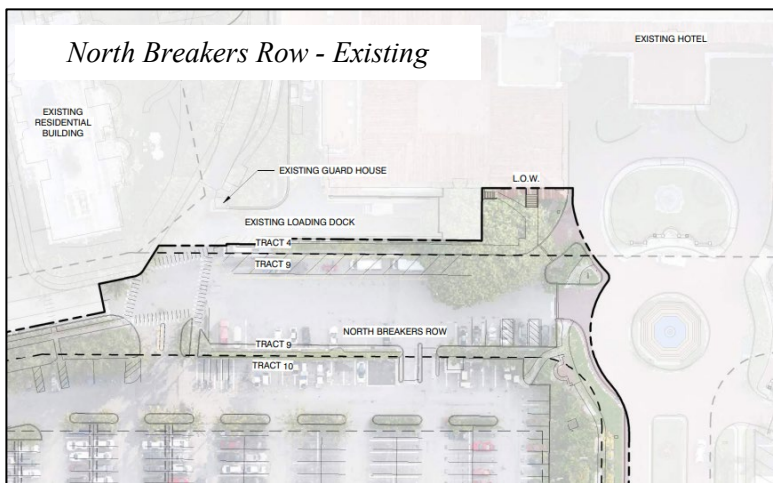 North Breakers Row - Existing
EXISTING HOTEL
EXISTING
RESIDENTIAL
BUILDING
EXISTING GUARD HOUSE
L.O.W.
EXISTING LOADING DOCK
TRACT 4
TRACT 9
NORTH BREAKERS ROW
TRACT 9
TRACT 10